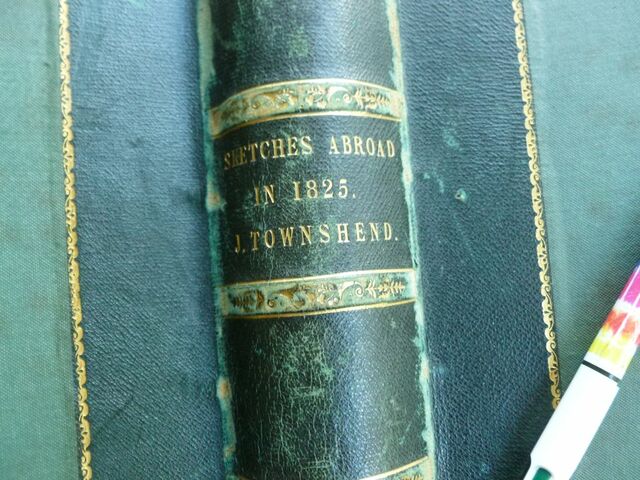 SKETCHES ABROAD
IN 1825.
J. TOWNSHEND.